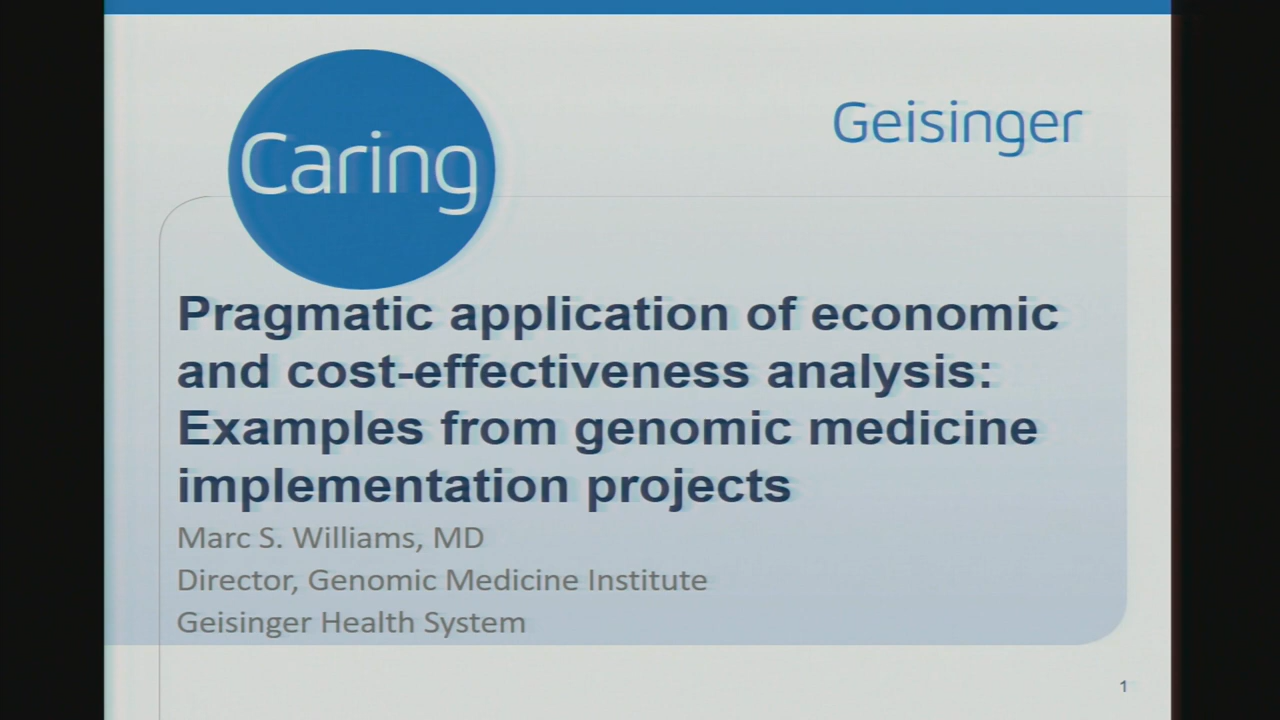 Caring
Geisinger
Pragmatic application of economic
and cost-effectiveness analysis:
Examples from genomic medicine
implementation projects
Marc S. Williams, MD
Director, Genomic Medicine Institute
Geisinger Health System
1